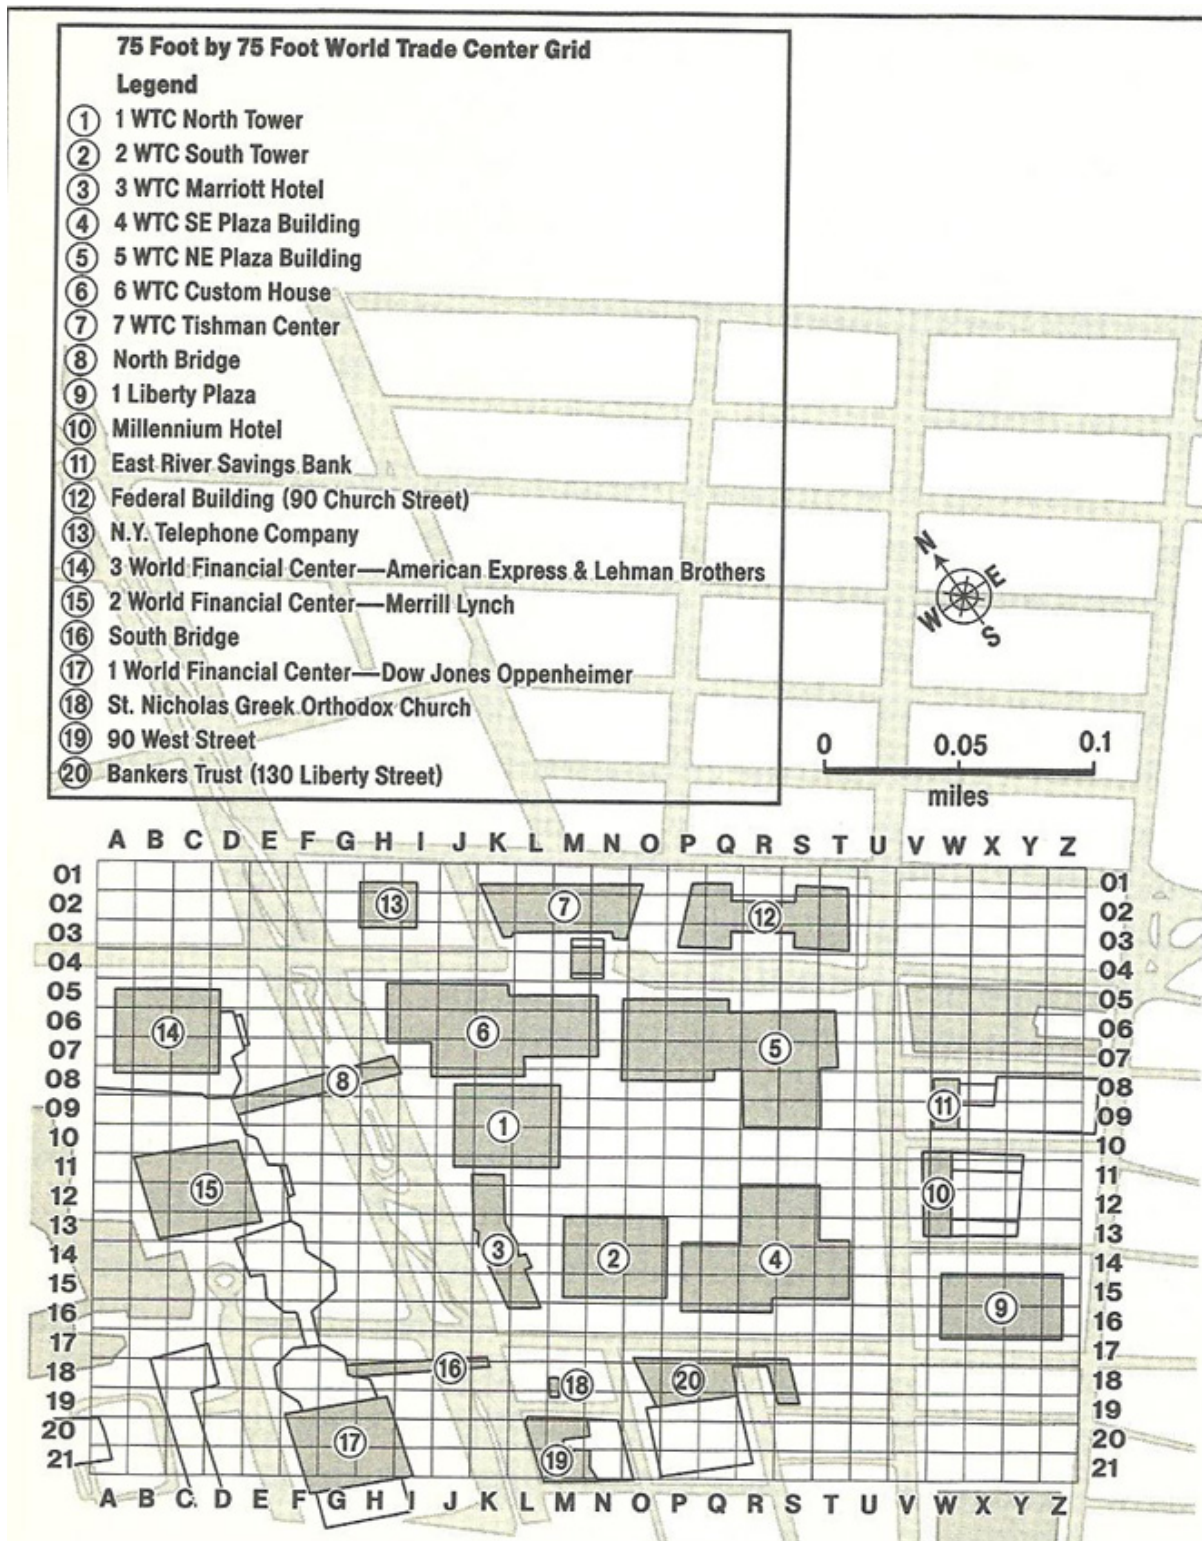 75 Foot by 75 Foot World Trade Center Grid
Legend
1 1 WTC North Tower
2 2 WTC South Tower
3 3 WTC Marriott Hotel
4 4 WTC SE Plaza Building
5 5 WTC NE Plaza Building
6 6 WTC Custom House
7 7 WTC Tishman Center
8 North Bridge
9 1 Liberty Plaza
10 Millennium Hotel
11 East River Savings Bank
12 Federal Building (90 Church Street)
13 N.Y. Telephone Company
14 3 World Financial Center—American Express & Lehman Brothers
15 2 World Financial Center—Merrill Lynch
16 South Bridge
17 1 World Financial Center—Dow Jones Oppenheimer
18 St. Nicholas Greek Orthodox Church
19 90 West Street
20 Bankers Trust (130 Liberty Street)
N
E
W
S
0 0.05 0.1
miles
A B C D E F G H I J K L M N O P Q R S T U V W X Y Z
01 01
02 13 7 12 02
03 03
04 04
05 05
06 14 6 06
07 5 07
08 8 08
09 11 09
10 1 10
11 11
12 15 10 12
13 13
14 3 2 4 14
15 15
16 9 16
17 17
18 16 18 20 18
19 19
20 17 20
21 19 21
A B C D E F G H I J K L M N O P Q R S T U V W X Y Z